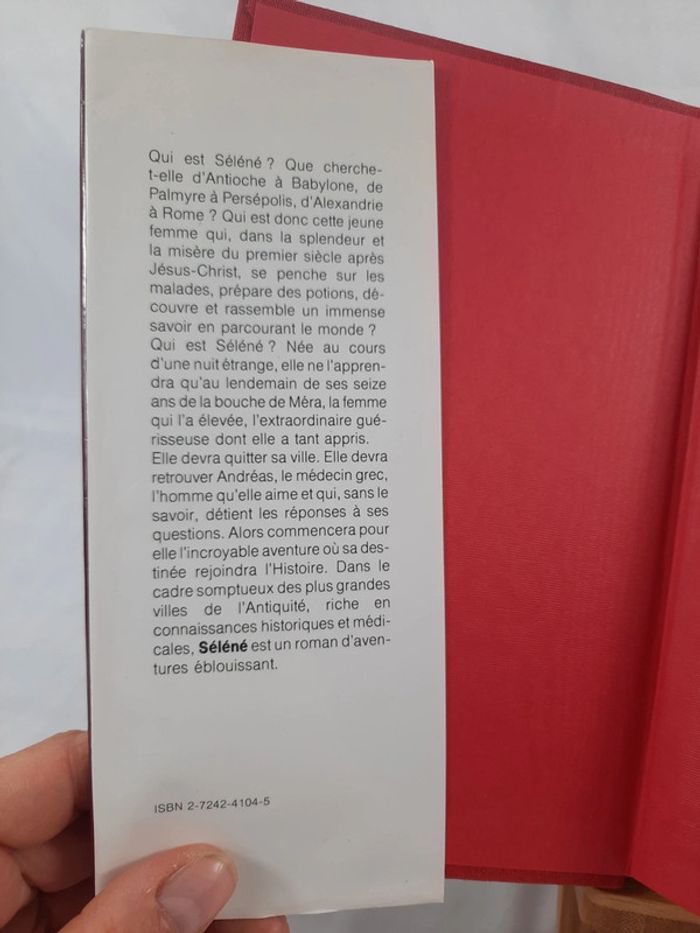 Qui est Séléné ? Que cherche-
t-elle d'Antioche à Babylone, de
Palmyre à Persépolis, d'Alexandrie
à Rome ? Qui est donc cette jeune
femme qui, dans la splendeur et
la misère du premier siècle après
Jésus-Christ, se penche sur les
malades, prépare des potions, dé-
couvre et rassemble un immense
savoir en parcourant le monde ?
Qui est Séléné ? Née au cours
d'une nuit étrange, elle ne l'appren-
dra qu'au lendemain de ses seize
ans de la bouche de Méra, la femme
qui l'a élevée, l'extraordinaire gué-
risseuse dont elle a tant appris.
Elle devra quitter sa ville. Elle devra
retrouver Andréas, le médecin grec,
l'homme qu'elle aime et qui, sans le
savoir, détient les réponses à ses
questions. Alors commencera pour
elle l'incroyable aventure où sa des-
tinée rejoindra l'Histoire. Dans le
cadre somptueux des plus grandes
villes de l'Antiquité, riche en
connaissances historiques et médi-
cales, Séléné est un roman d'aven-
tures éblouissant.
ISBN 2-7242-4104-5